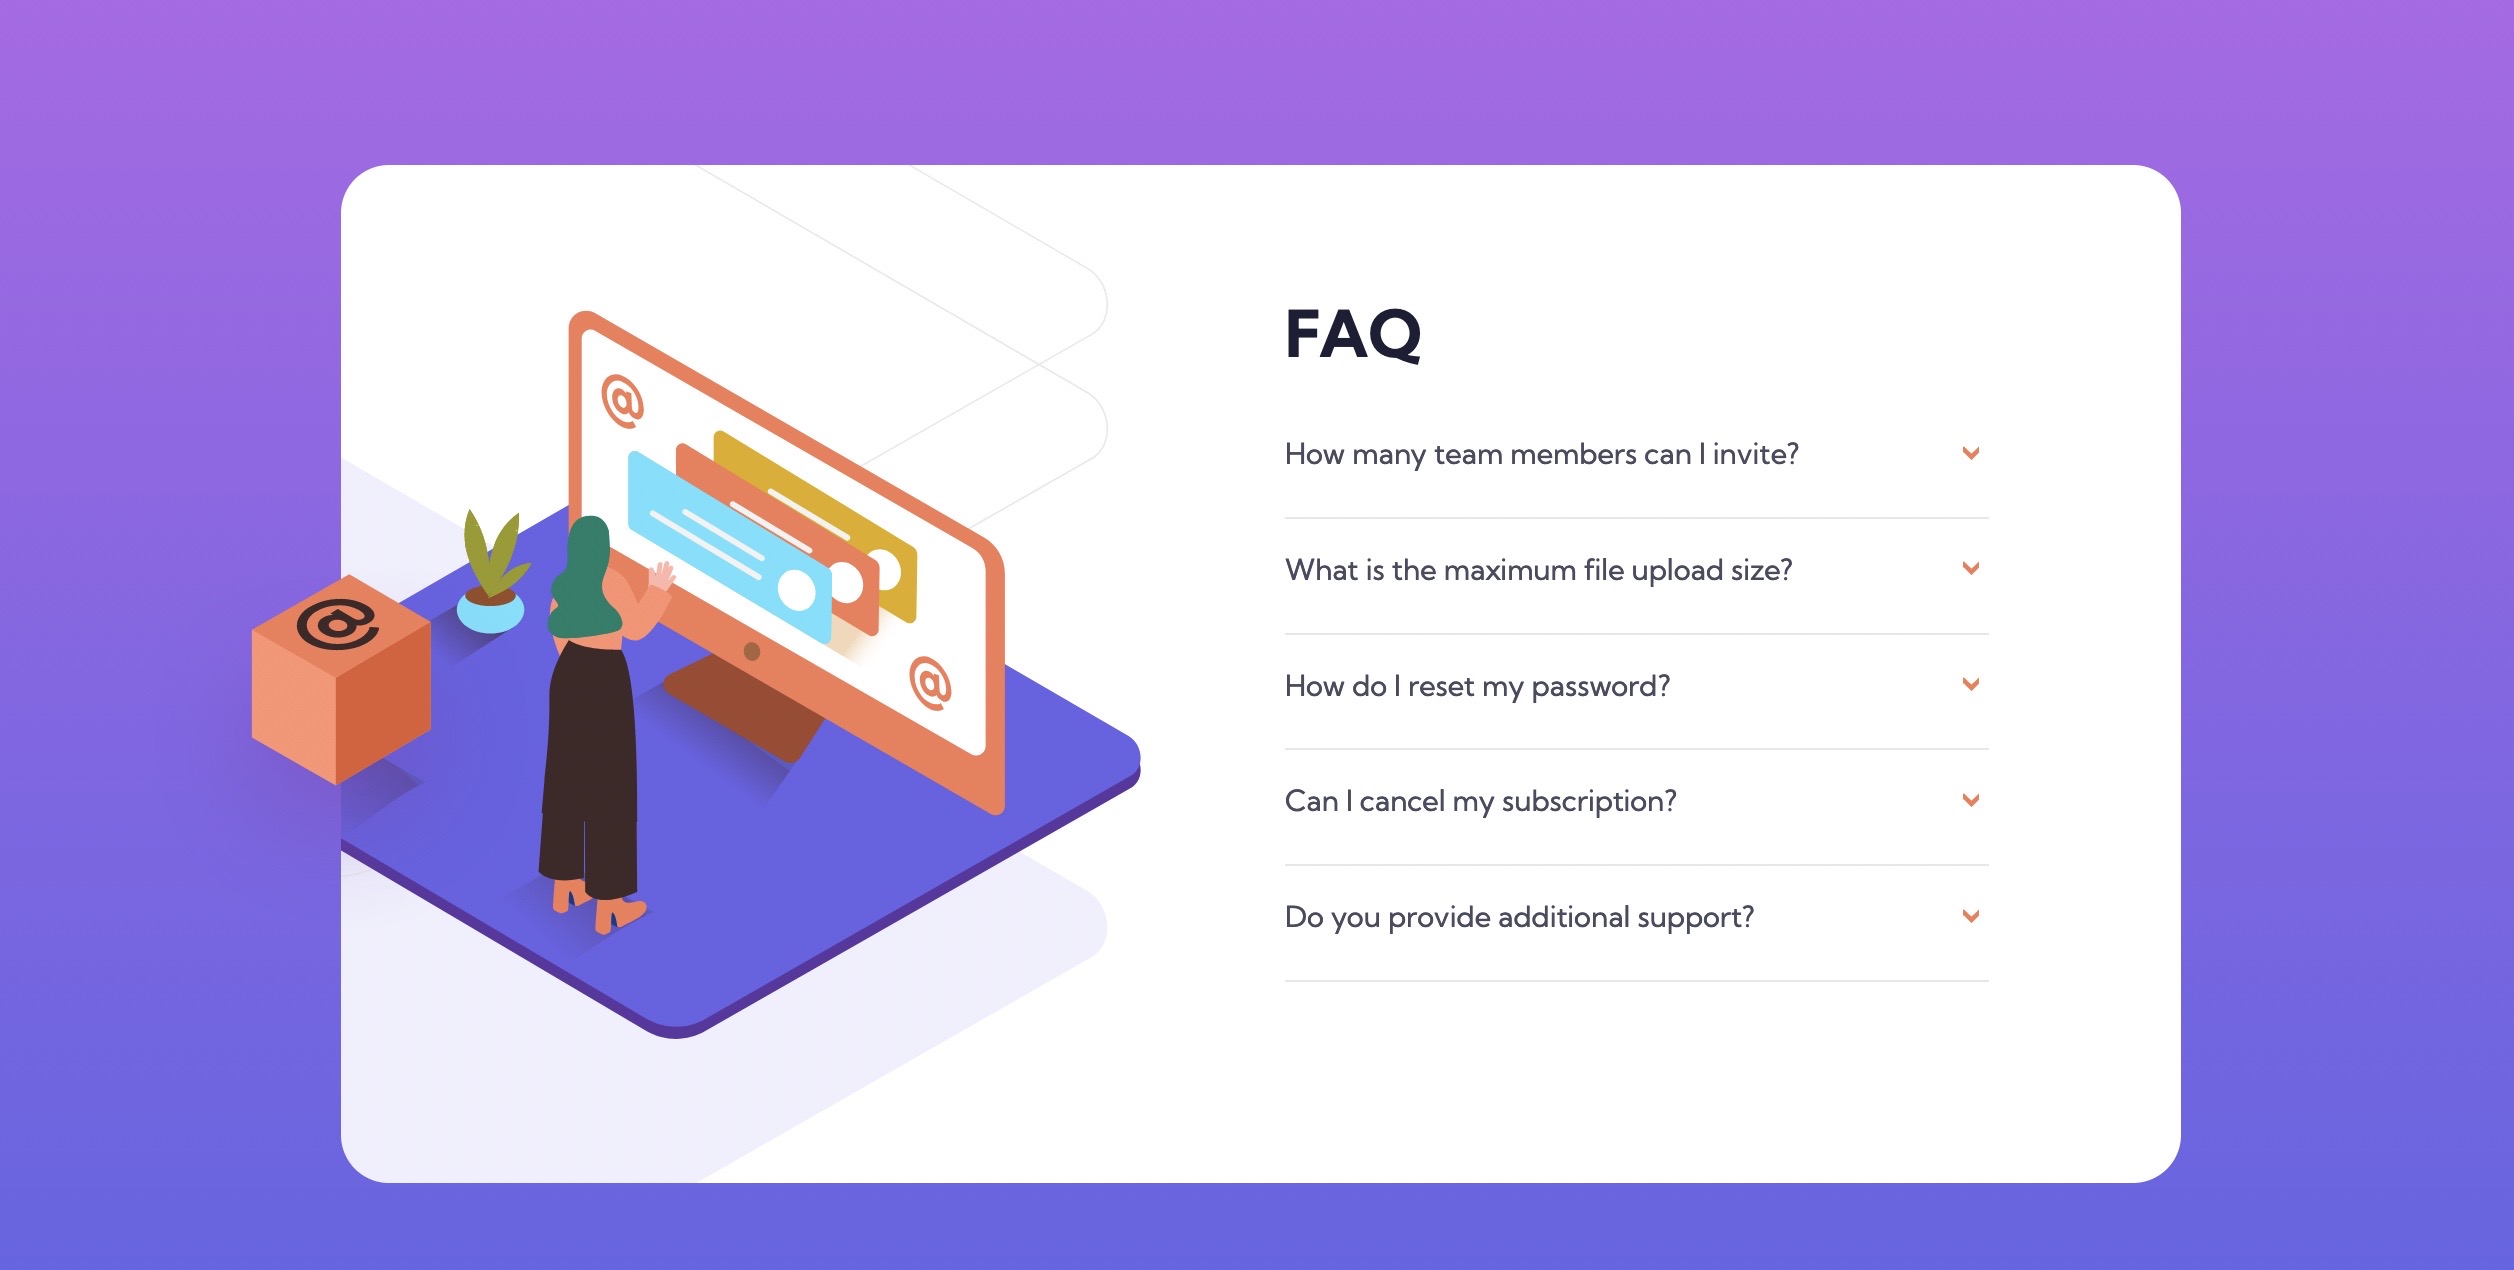 @
@
@
FAQ
How many team members can I invite?
What is the maximum file upload size?
How do I reset my password?
Can I cancel my subscription?
Do you provide additional support?